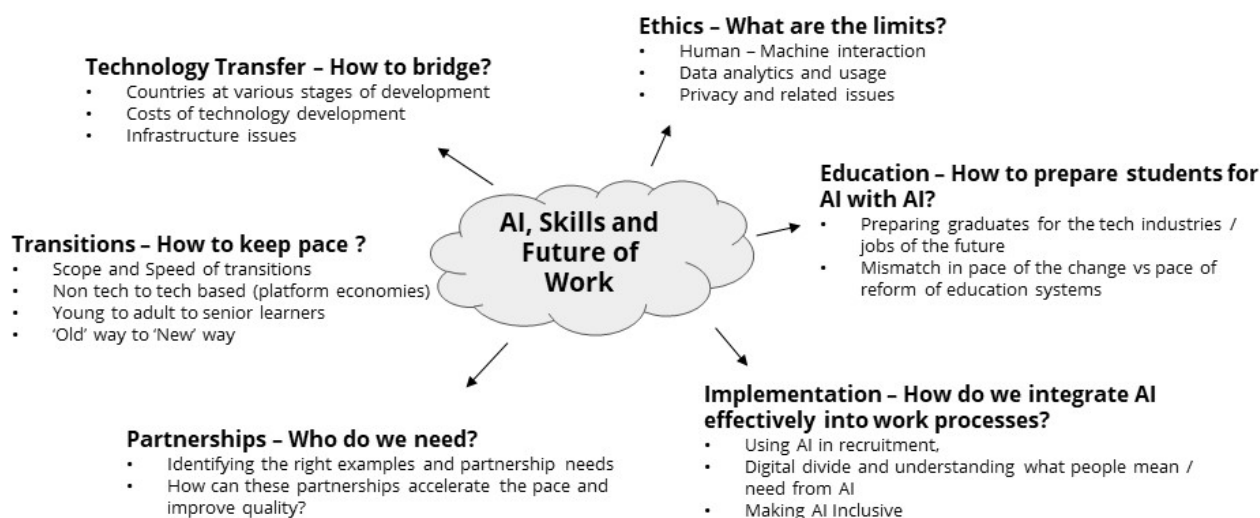 Ethics – What are the limits?
• Human – Machine interaction
• Data analytics and usage
• Privacy and related issues
Technology Transfer – How to bridge?
• Countries at various stages of development
• Costs of technology development
• Infrastructure issues
AI, Skills and
Future of
Work
Education – How to prepare students for
AI with AI?
• Preparing graduates for the tech industries /
jobs of the future
• Mismatch in pace of the change vs pace of
reform of education systems
Transitions – How to keep pace ?
• Scope and Speed of transitions
• Non tech to tech based (platform economies)
• Young to adult to senior learners
• ‘Old’ way to ‘New’ way
Implementation – How do we integrate AI
effectively into work processes?
• Using AI in recruitment,
• Digital divide and understanding what people mean /
need from AI
• Making AI Inclusive
Partnerships – Who do we need?
• Identifying the right examples and partnership needs
• How can these partnerships accelerate the pace and
improve quality?